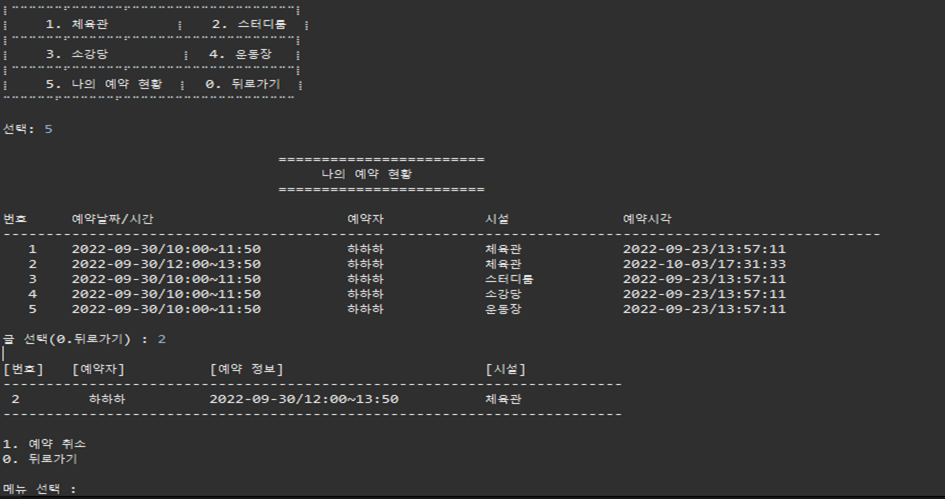 1. 체육관 ¦ 2. 스터디룸 ¦
¦ 3. 소강당 ¦ 4. 운동장 ¦
¦ 5. 나의 예약 현황 ¦ 0. 뒤로가기 ¦
선택: 5
========================
나의 예약 현황
========================
번호 예약날짜/시간 예약자 시설 예약시각
1 2022-09-30/10:00~11:50 하하하 체육관 2022-09-23/13:57:11
2 2022-09-30/12:00~13:50 하하하 체육관 2022-10-03/17:31:33
3 2022-09-30/10:00~11:50 하하하 스터디룸 2022-09-23/13:57:11
4 2022-09-30/10:00~11:50 하하하 소강당 2022-09-23/13:57:11
5 2022-09-30/10:00~11:50 하하하 운동장 2022-09-23/13:57:11
글 선택(0.뒤로가기) : 2
[번호] [예약자] [예약 정보] [시설]
2 하하하 2022-09-30/12:00~13:50 체육관
1. 예약 취소
0. 뒤로가기
메뉴 선택 :